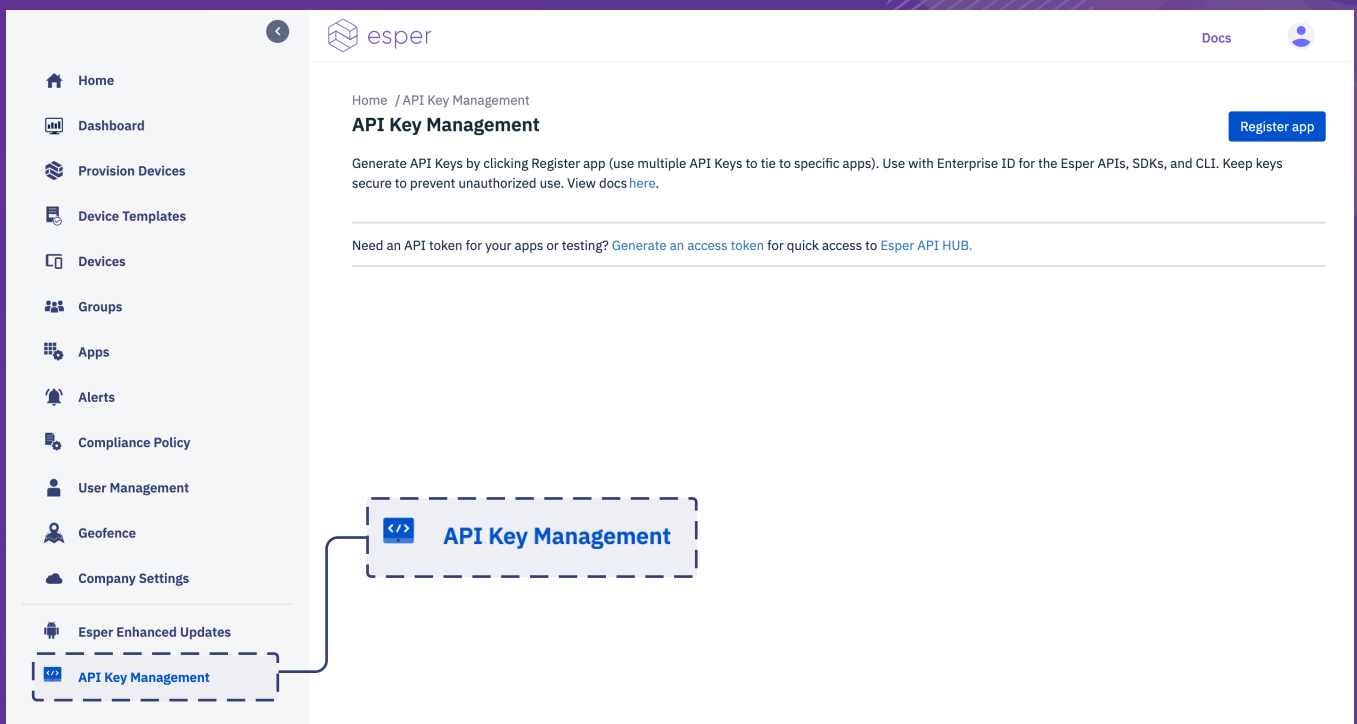 esper
Docs
Home
Dashboard
Provision Devices
Device Templates
Devices
Groups
Apps
Alerts
Compliance Policy
User Management
Geofence
Company Settings
Esper Enhanced Updates
API Key Management
Home / API Key Management
API Key Management
Register app
Generate API Keys by clicking Register app (use multiple API Keys to tie to specific apps). Use with Enterprise ID for the Esper APIs, SDKs, and CLI. Keep keys
secure to prevent unauthorized use. View docs here.
Need an API token for your apps or testing? Generate an access token for quick access to Esper API HUB.
API Key Management